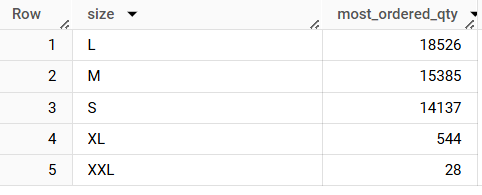 Row size most_ordered_qty
1 L 18526
2 M 15385
3 S 14137
4 XL 544
5 XXL 28